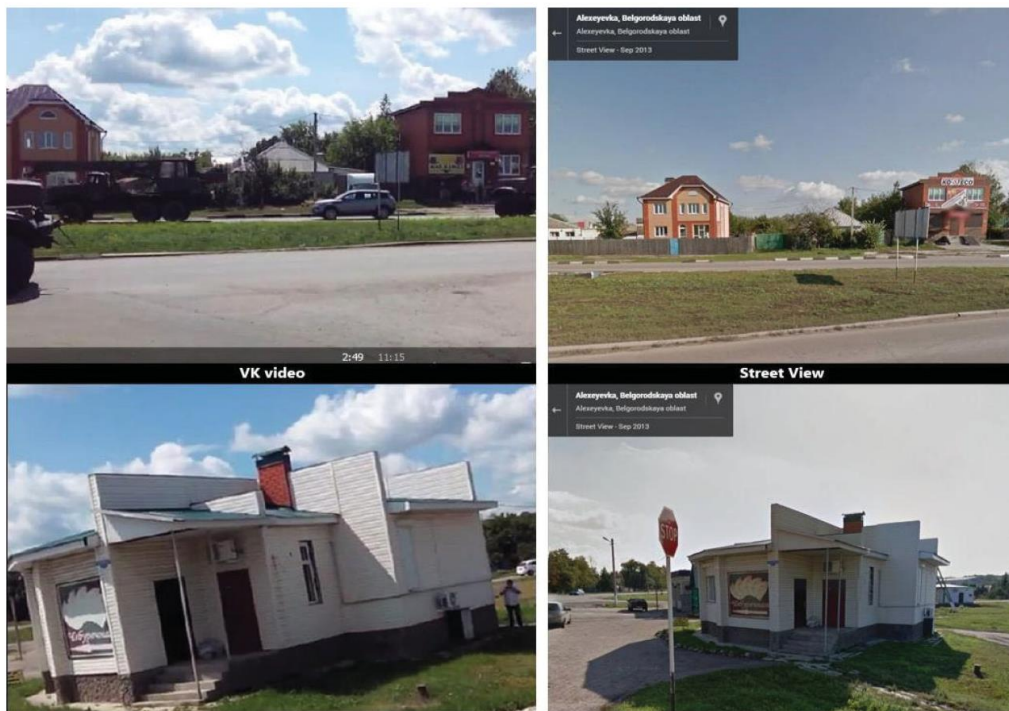 Alexeyevka, Belgorodskaya oblast
Alexeyevka, Belgorodskaya oblast
Street View - Sep 2013
2:49 11:15
VK video
Street View
Alexeyevka, Belgorodskaya oblast
Alexeyevka, Belgorodskaya oblast
Street View - Sep 2013
STOP